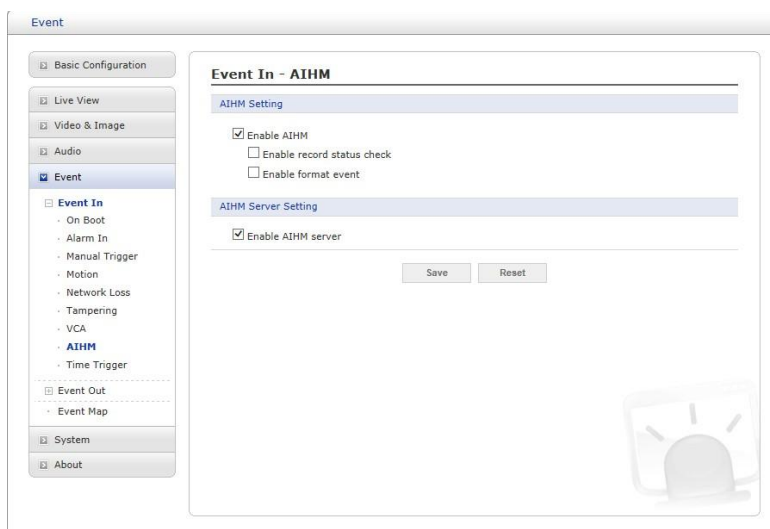 Event
Basic Configuration
Live View
Video & Image
Audio
Event
Event In
On Boot
Alarm In
Manual Trigger
Motion
Network Loss
Tampering
VCA
AIHM
Time Trigger
Event Out
Event Map
System
About
Event In - AIHM
AIHM Setting
Enable AIHM
Enable record status check
Enable format event
AIHM Server Setting
Enable AIHM server
Save Reset